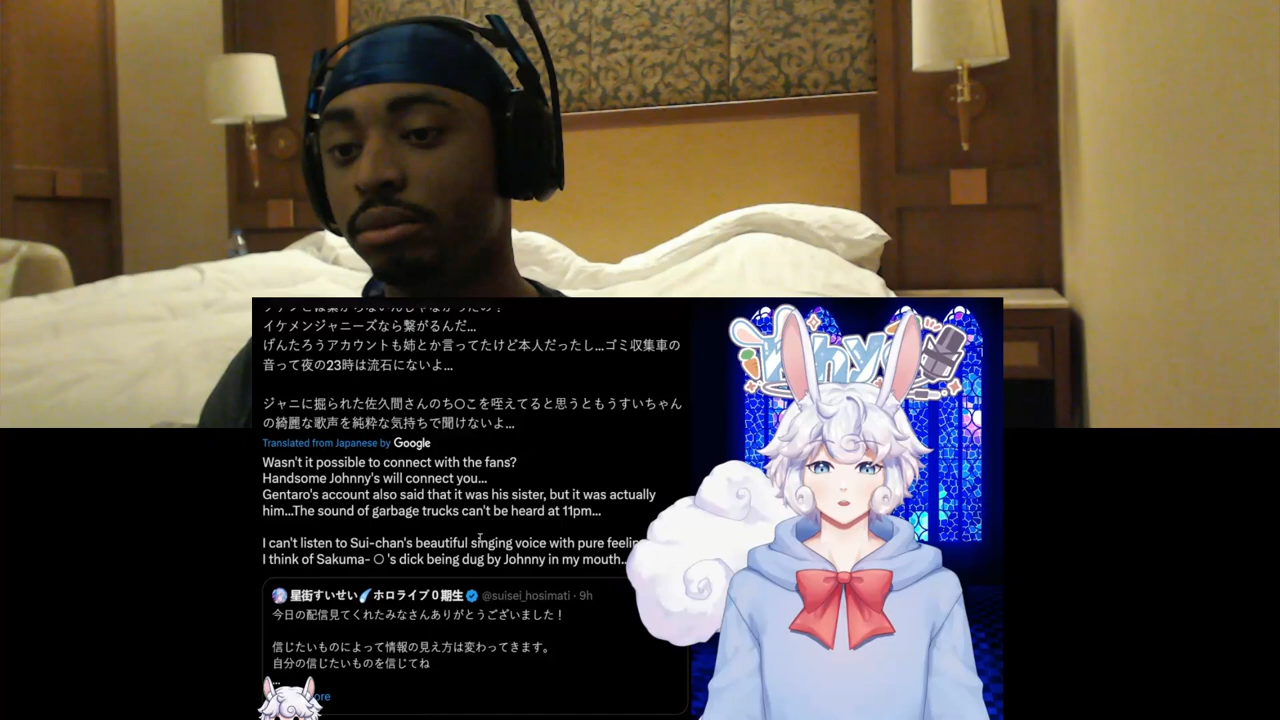 イケメンジャニーズなら繋がるんだ...
げんたろうアカウントも姉とか言ってたけど本人だったし...ゴミ収集車の
音って夜の23時は流石にないよ...
ジャニに掘られた佐久間さんのち○こを咥えてると思うともうすいちゃん
の綺麗な歌声を純粋な気持ちで聞けないよ...
Translated from Japanese by Google
Wasn't it possible to connect with the fans?
Handsome Johnny's will connect you...
Gentaro's account also said that it was his sister, but it was actually
him...The sound of garbage trucks can't be heard at 11pm...
I can't listen to Sui-chan's beautiful singing voice with pure
I think of Sakuma- ○ 's dick being dug by Johnny in my mouth...
星街すいせい☄️ホロライブ0期生 @suisei_hosimati · 9h
今日の配信見てくれたみなさんありがとうございました！
信じたいものによって情報の見え方は変わってきます。
自分の信じたいものを信じてね
...